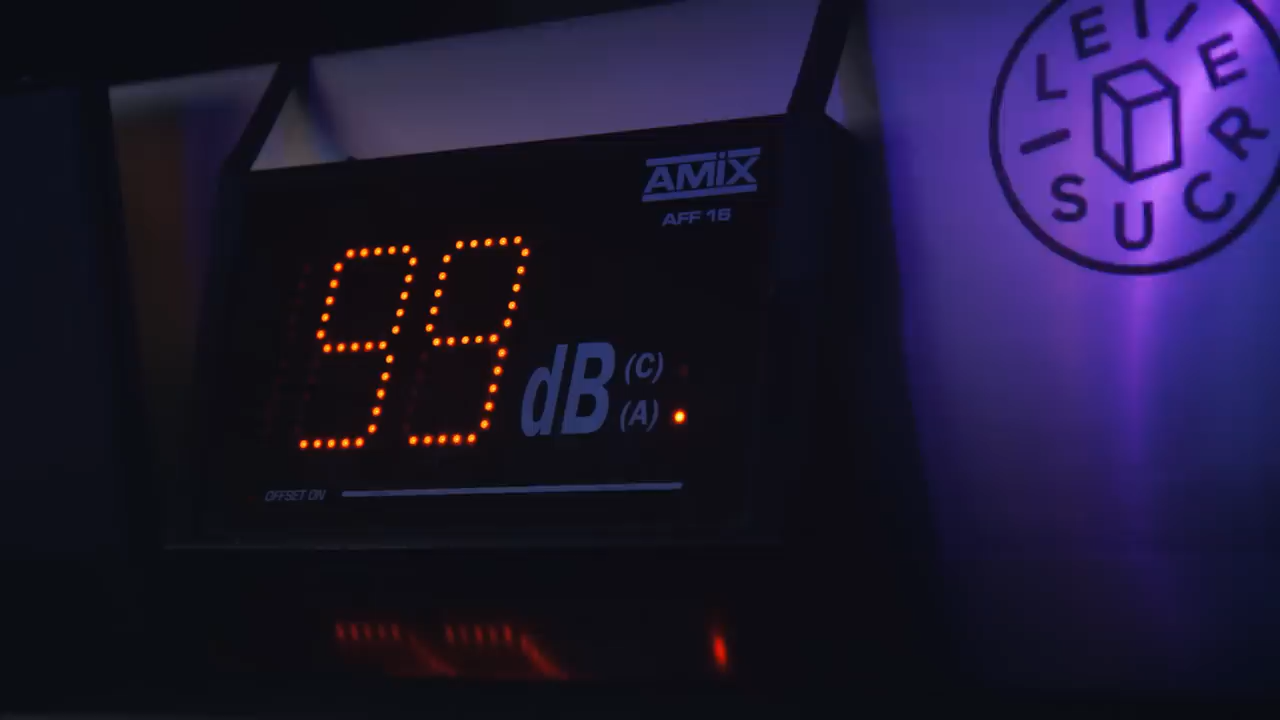 AMiX
AFF 16
99 dB (C)
(A)
OFFSET ON
LE
SUCRE